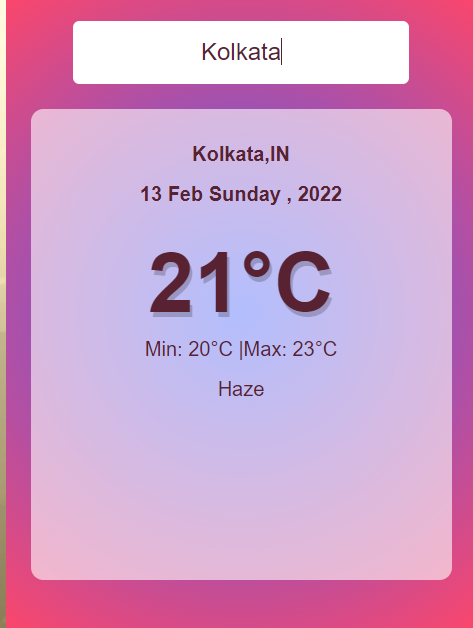 Kolkata
Kolkata,IN
13 Feb Sunday , 2022
21°C
Min: 20°C |Max: 23°C
Haze